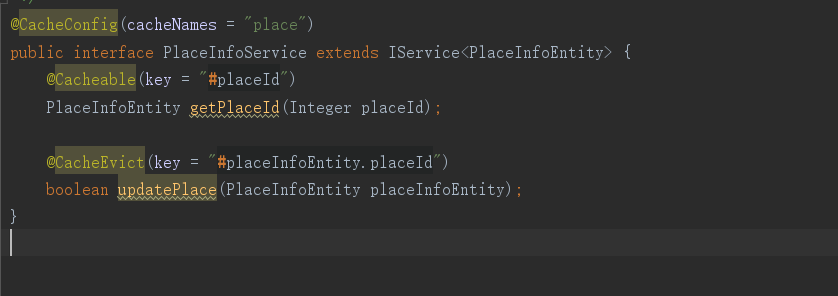 @CacheConfig(cacheNames = "place")
public interface PlaceInfoService extends IService<PlaceInfoEntity> {
    @Cacheable(key = "#placeId")
    PlaceInfoEntity getPlaceId(Integer placeId);

    @CacheEvict(key = "#placeInfoEntity.placeId")
    boolean updatePlace(PlaceInfoEntity placeInfoEntity);
}